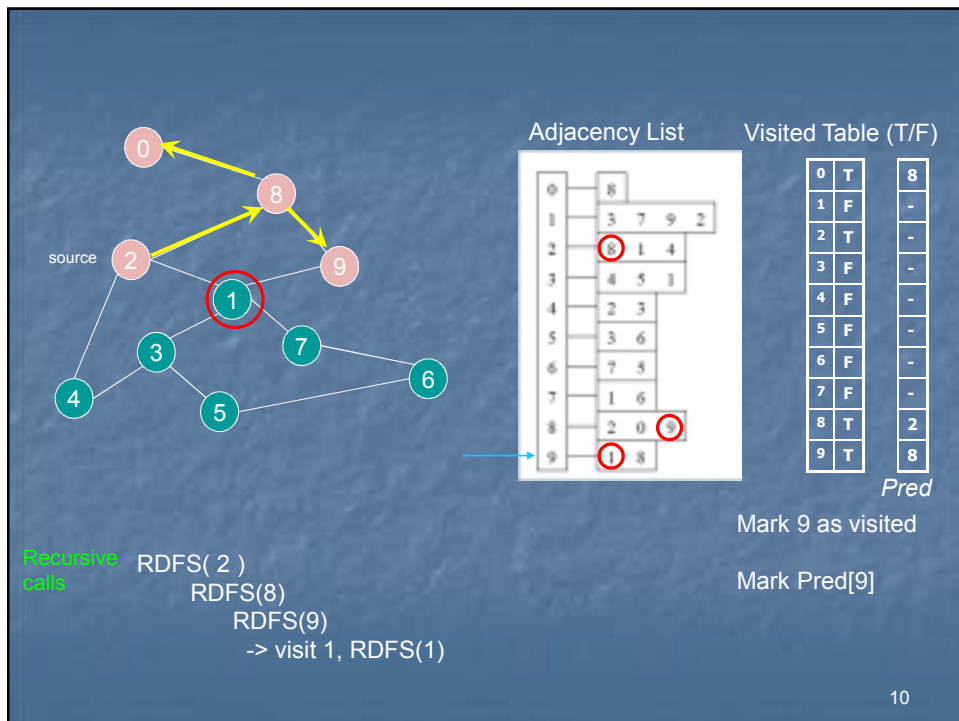 Adjacency List
Visited Table (T/F)
0
8
source
2
9
1
3
7
6
4
5
0 8
1 3 7 9 2
2 8 1 4
3 4 5 1
4 2 3
5 3 6
6 7 5
7 1 6
8 2 0 9
9 1 8
0 T 8
1 F -
2 T -
3 F -
4 F -
5 F -
6 F -
7 F -
8 T 2
9 T 8
Pred
Mark 9 as visited
Mark Pred[9]
Recursive
calls
RDFS( 2 )
RDFS(8)
RDFS(9)
-> visit 1, RDFS(1)
10